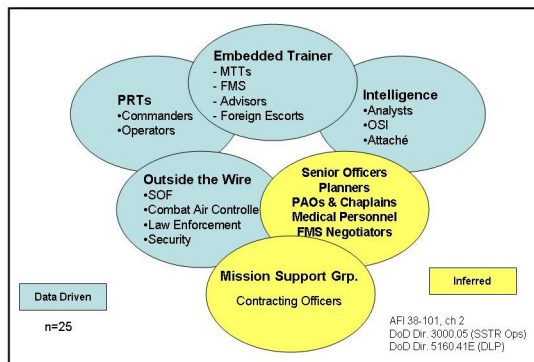 Embedded Trainer
- MTTs
- FMS
- Advisors
- Foreign Escorts
PRTs
•Commanders
•Operators
Intelligence
•Analysts
•OSI
•Attaché
Outside the Wire
•SOF
•Combat Air Controlle
•Law Enforcement
•Security
Senior Officers
Planners
PAOs & Chaplains
Medical Personnel
FMS Negotiators
Mission Support Grp.
Contracting Officers
Data Driven
n=25
Inferred
AFI 38-101, ch 2
DoD Dir. 3000.05 (SSTR Ops)
DoD Dir. 5160.41E (DLP)